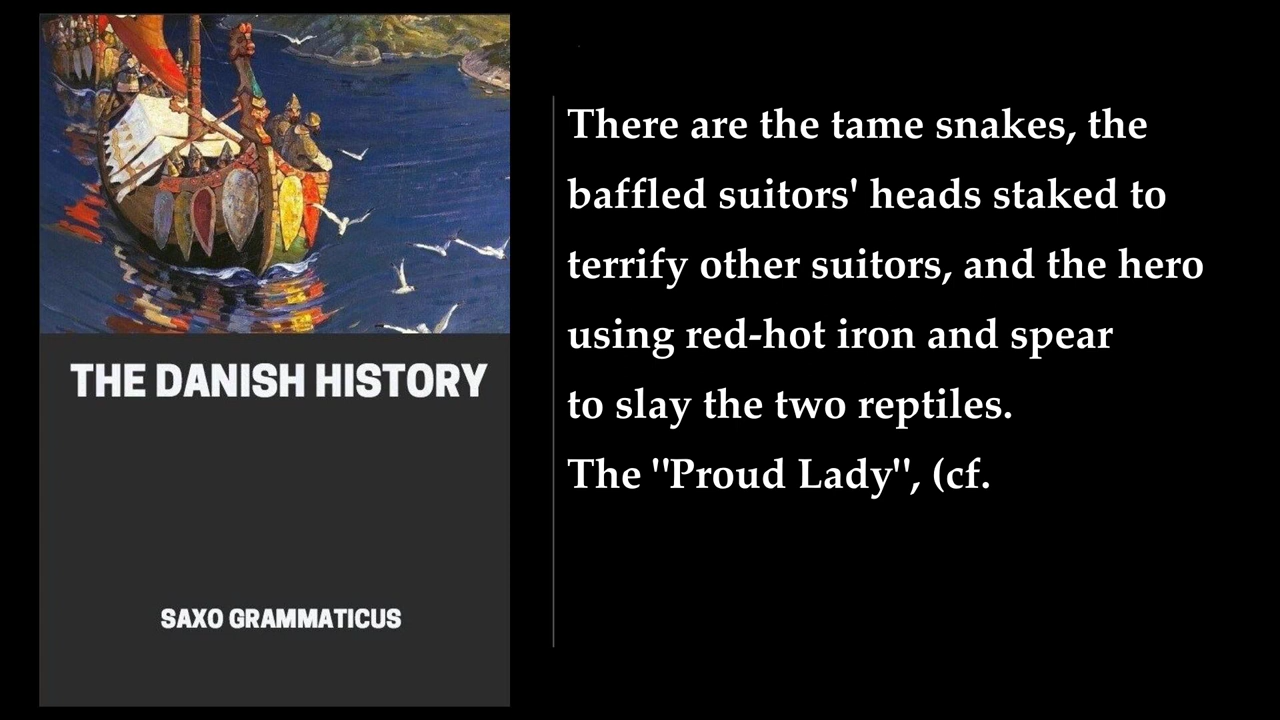 THE DANISH HISTORY
SAXO GRAMMATICUS
There are the tame snakes, the
baffled suitors' heads staked to
terrify other suitors, and the hero
using red-hot iron and spear
to slay the two reptiles.
The "Proud Lady", (cf.